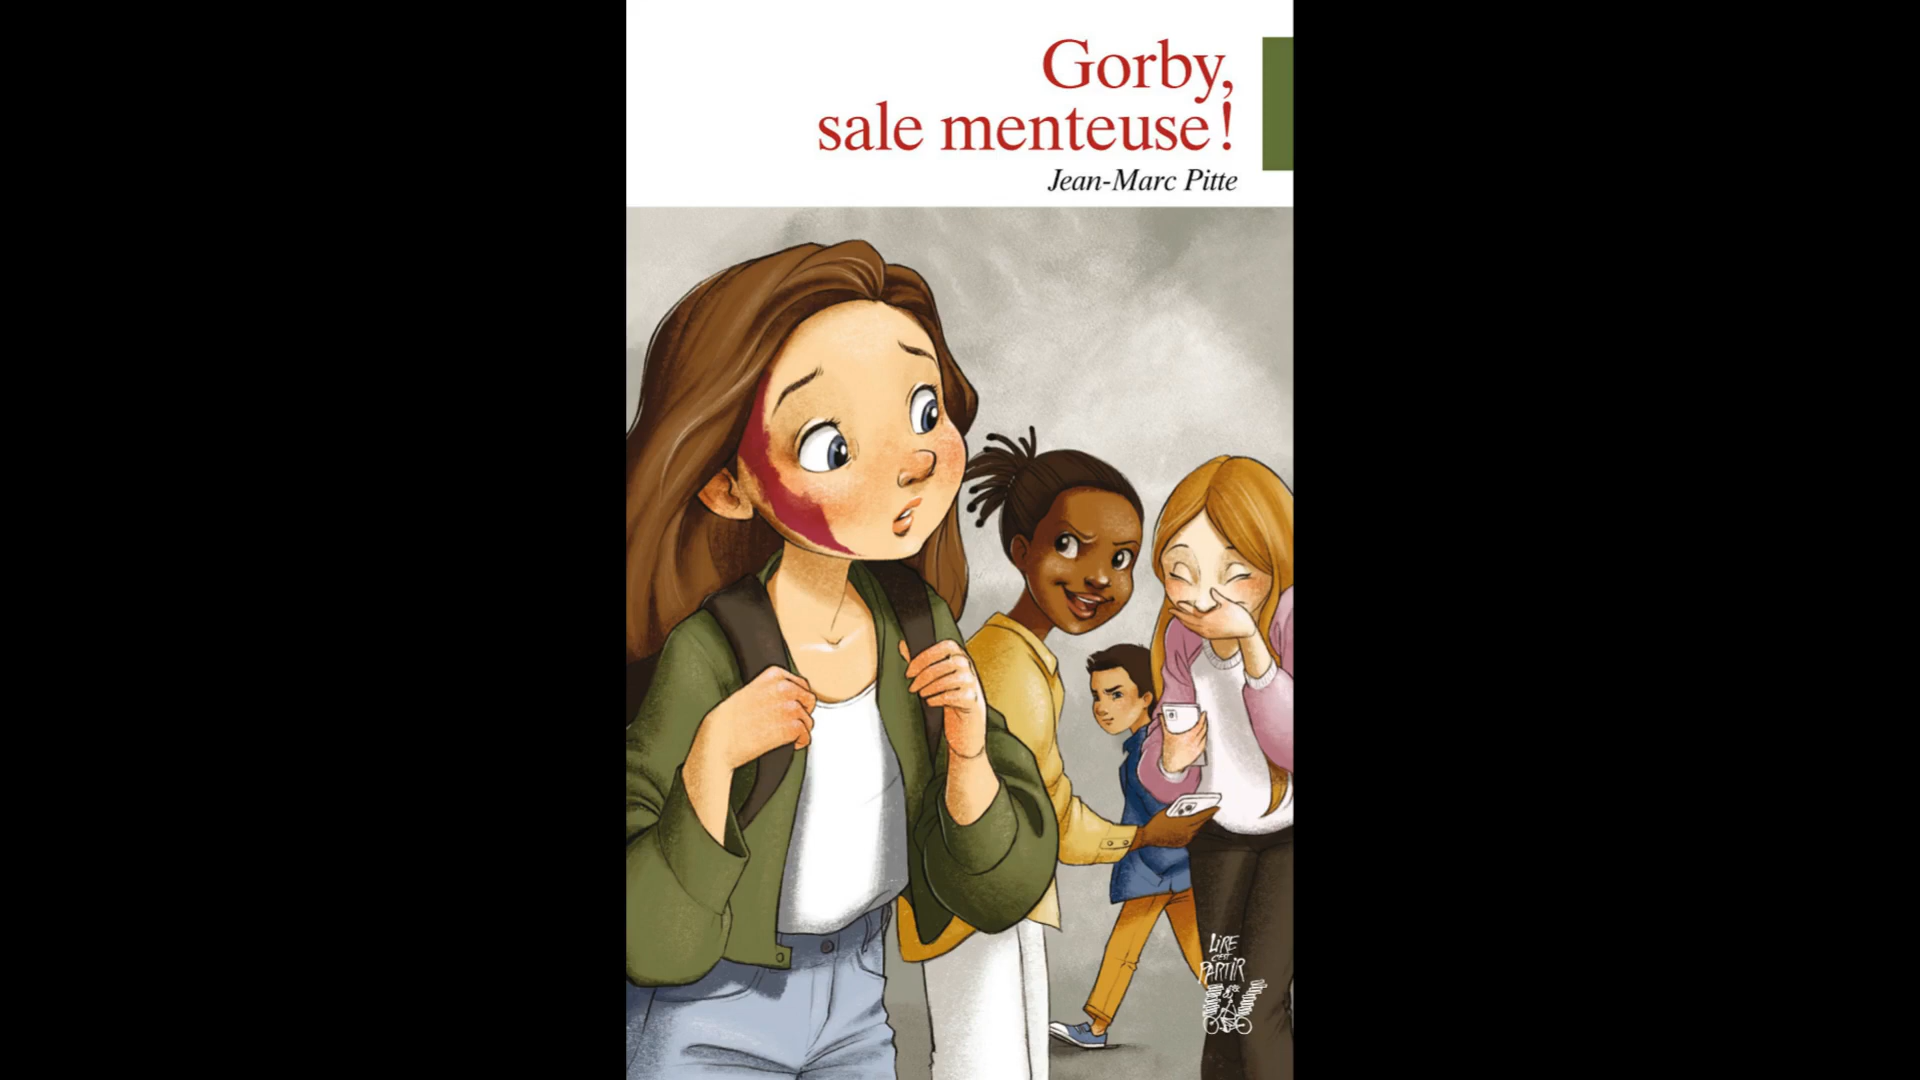 Gorby,
sale menteuse !
Jean-Marc Pitte
LIRE
C'EST
PARTIR